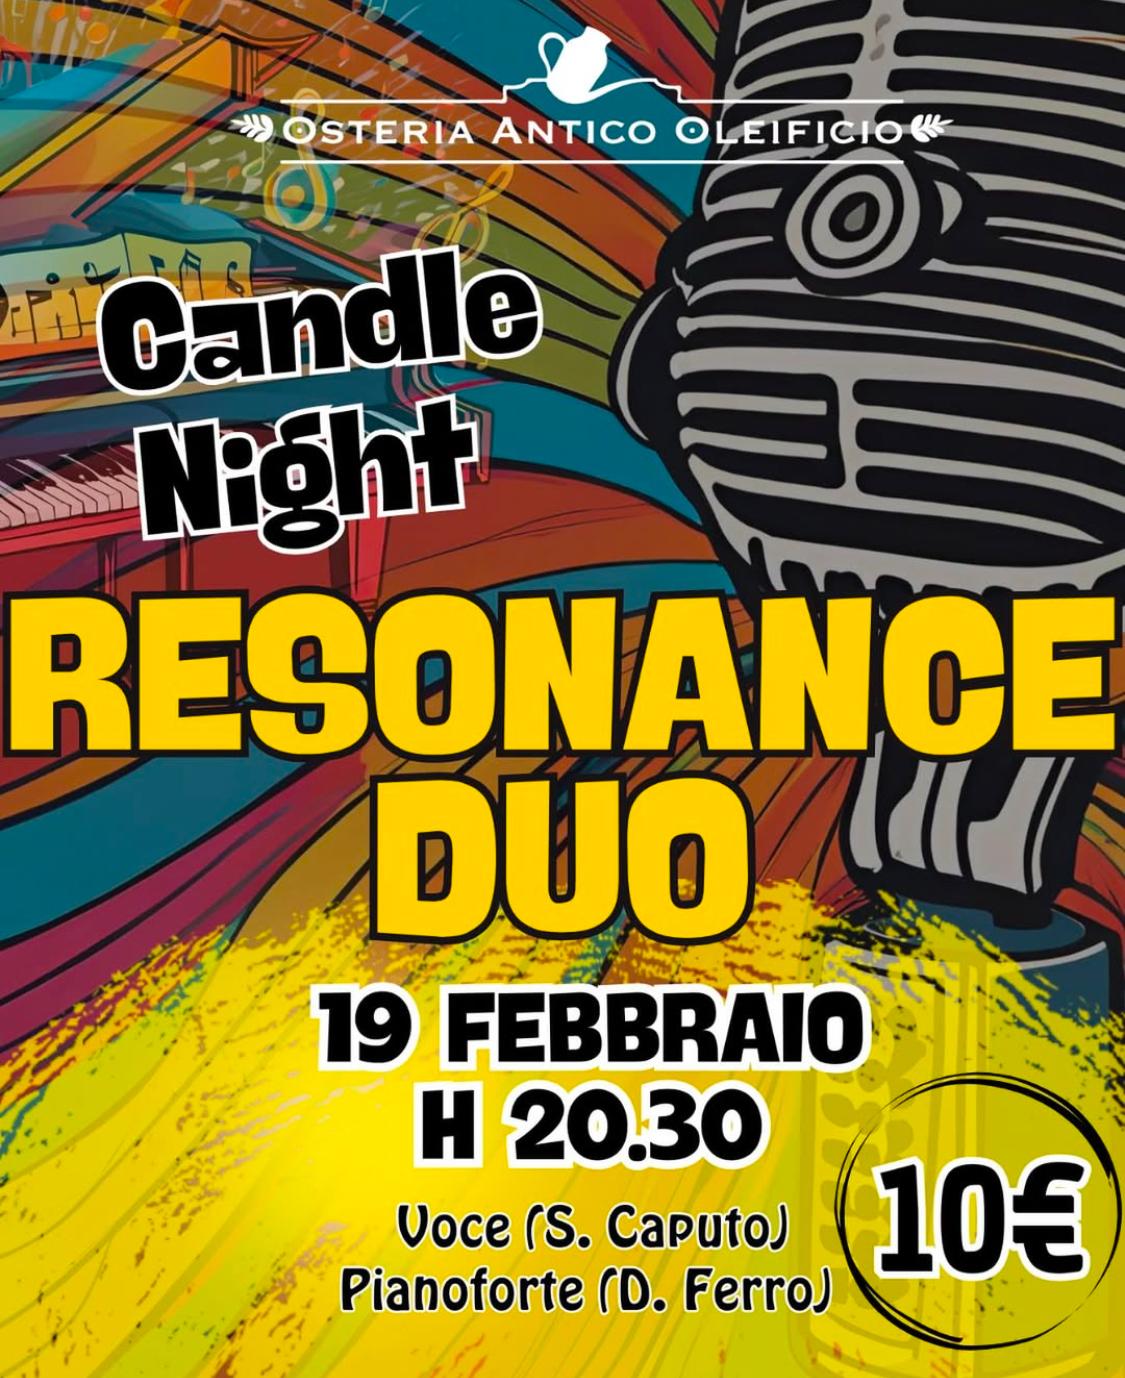 OSTERIA ANTICO OLEIFICIO
Candle
Night
RESONANCE
DUO
19 FEBBRAIO
H 20.30
Voce (S. Caputo)
Pianoforte (D. Ferro)
10€